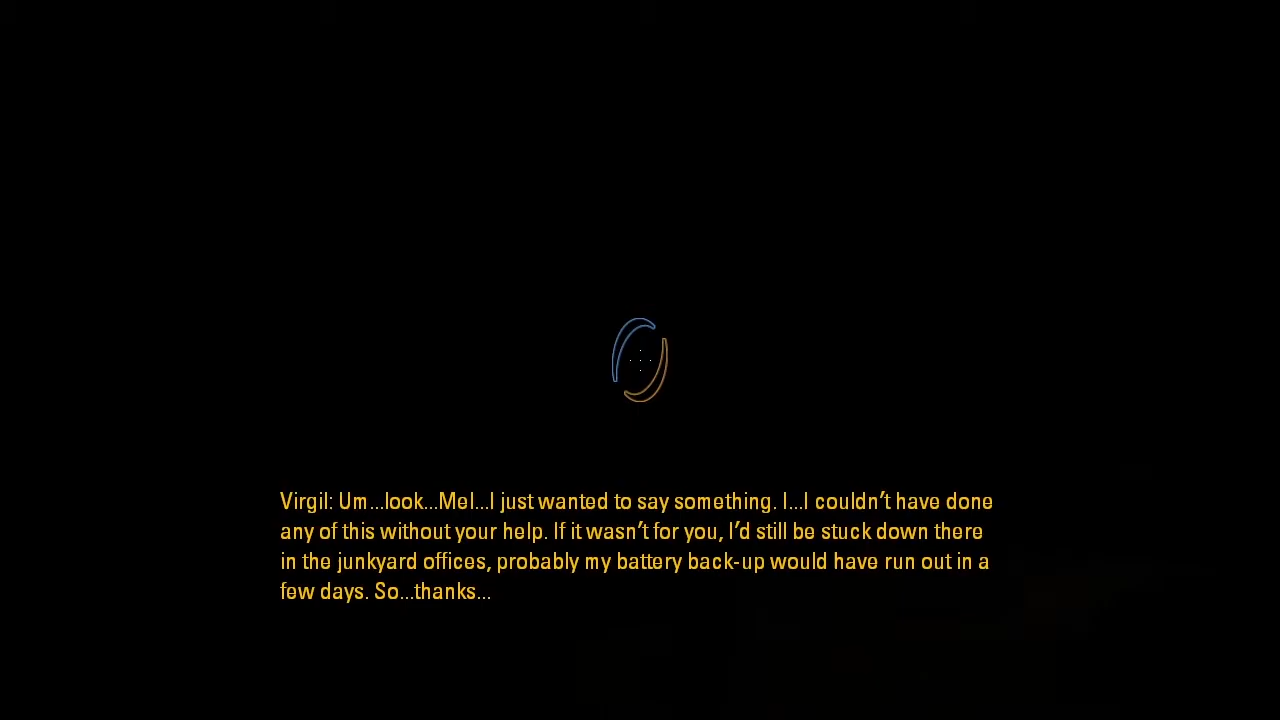 Virgil: Um...look...Mel...I just wanted to say something. I...I couldn't have done
any of this without your help. If it wasn't for you, I'd still be stuck down there
in the junkyard offices, probably my battery back-up would have run out in a
few days. So...thanks...